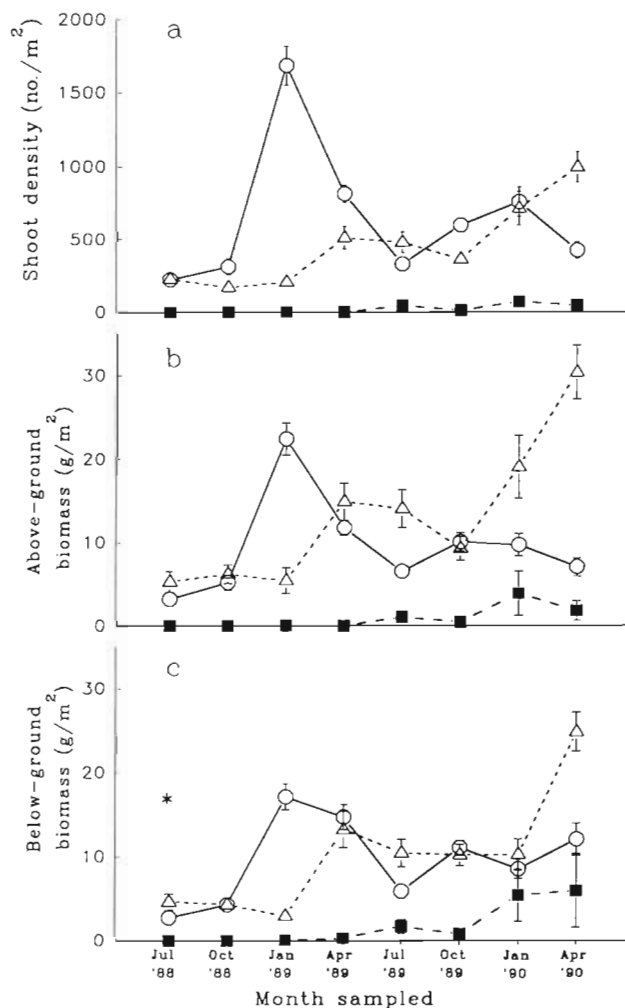 a
Shoot density (no./m²)
2000
1500
1000
500
0
b
Above-ground
biomass (g/m²)
30
20
10
0
c
Below-ground
biomass (g/m²)
30
20
10
0
*
Jul Oct Jan Apr Jul Oct Jan Apr
'88 '88 '89 '89 '89 '89 '90 '90
Month sampled